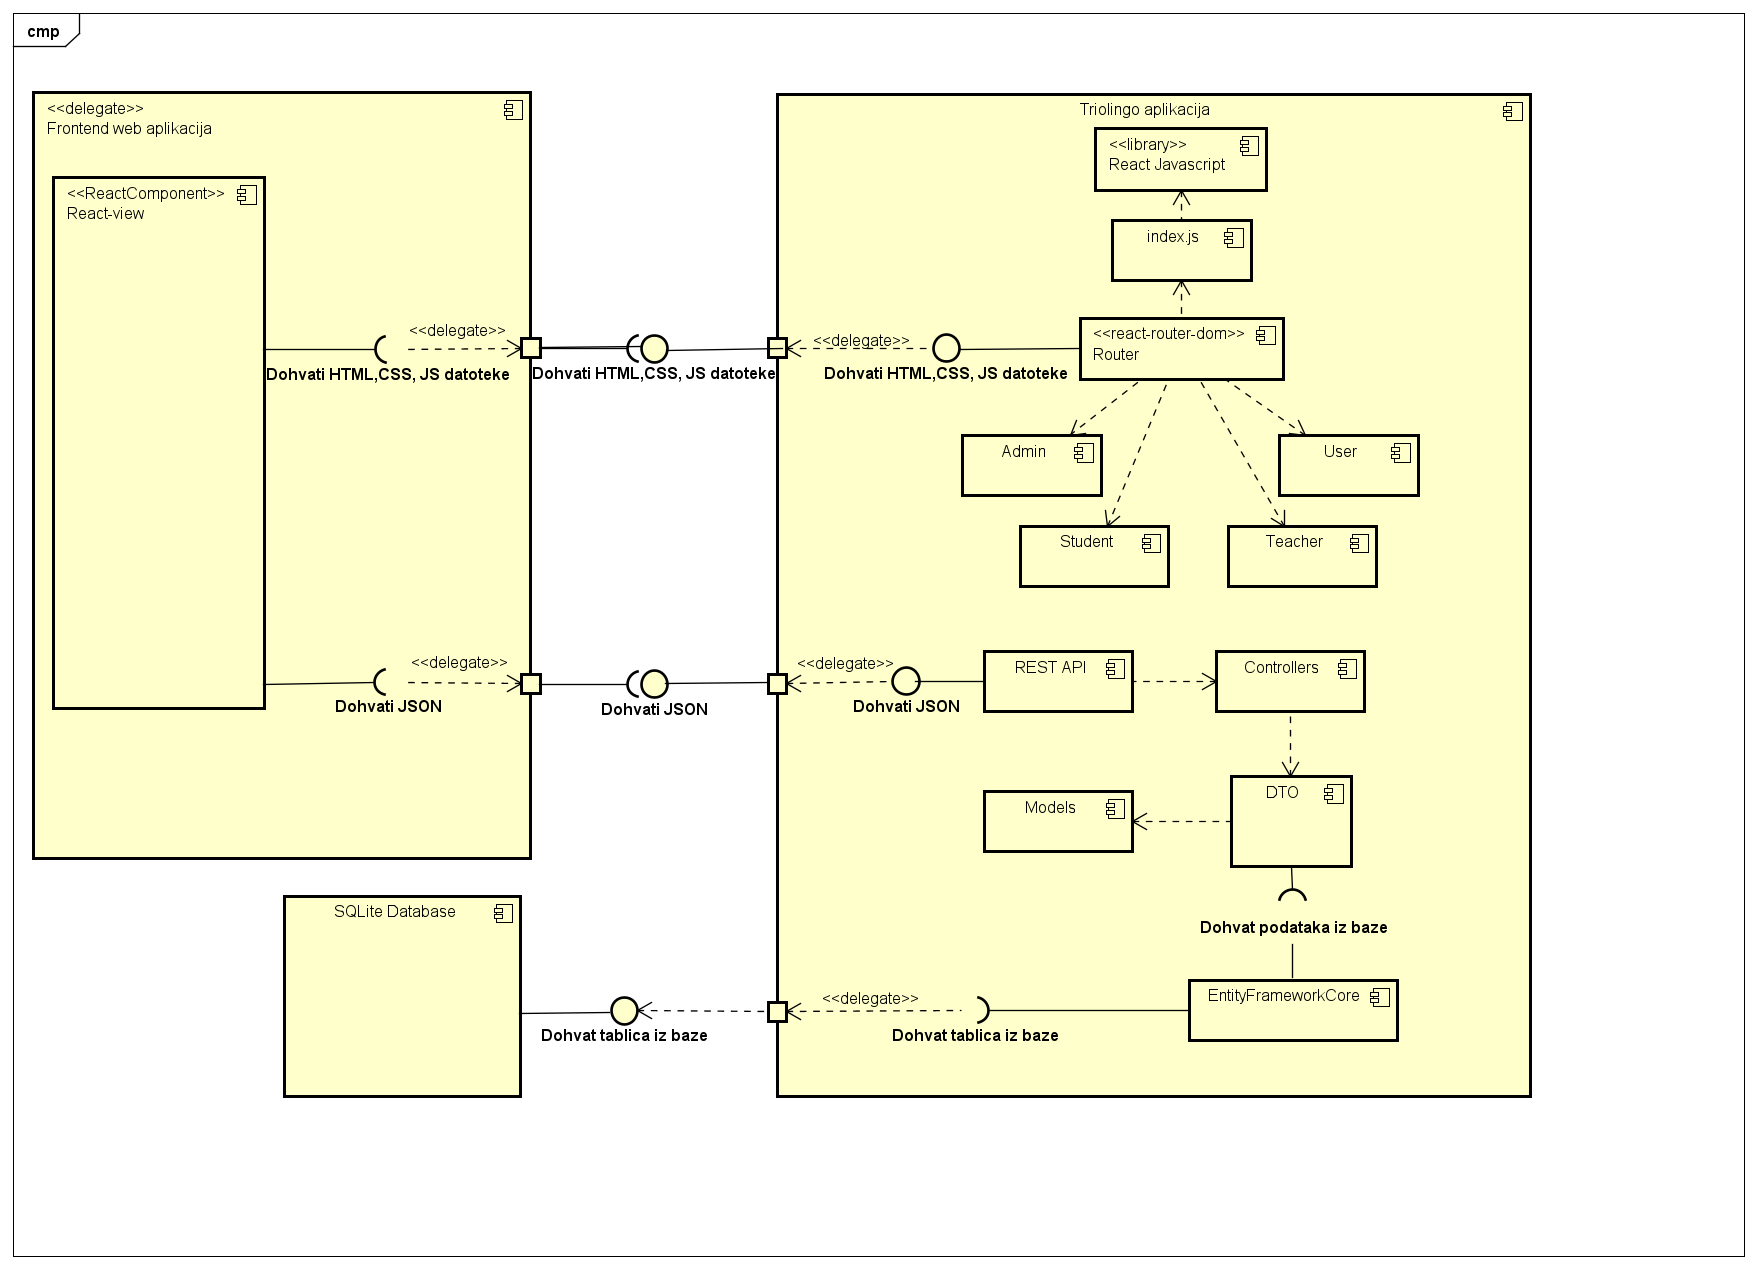 cmp
<<delegate>>
Frontend web aplikacija
<<ReactComponent>>
React-view
<<delegate>>
Dohvati HTML,CSS, JS datoteke
Dohvati HTML,CSS, JS datoteke
<<delegate>>
Dohvati JSON
Dohvati JSON
SQLite Database
Dohvat tablica iz baze
Triolingo aplikacija
<<library>>
React Javascript
index.js
<<react-router-dom>>
Router
<<delegate>>
Dohvati HTML,CSS, JS datoteke
Admin
User
Student
Teacher
<<delegate>>
Dohvati JSON
REST API
Controllers
Models
DTO
Dohvat podataka iz baze
EntityFrameworkCore
<<delegate>>
Dohvat tablica iz baze